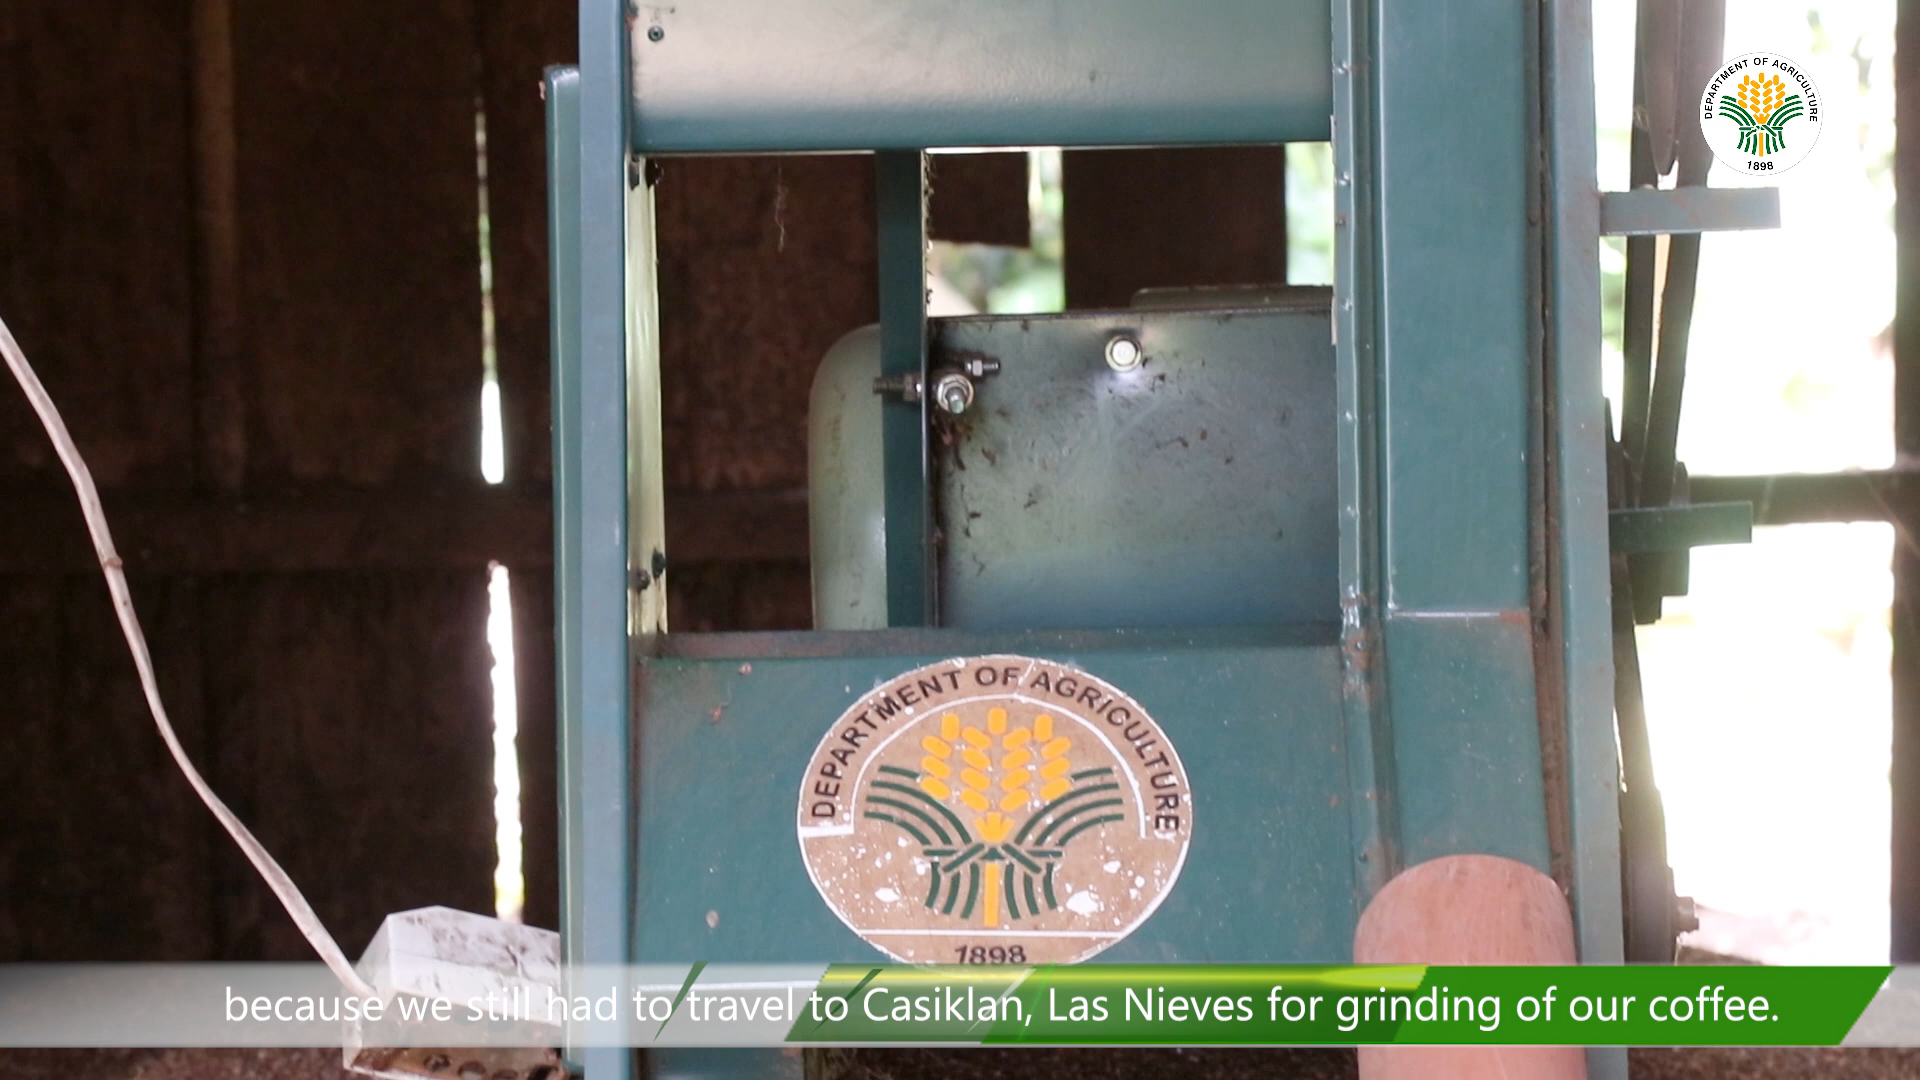 DEPARTMENT OF AGRICULTURE
1898
DEPARTMENT OF AGRICULTURE
1898
because we still had to travel to Casiklan, Las Nieves for grinding of our coffee.